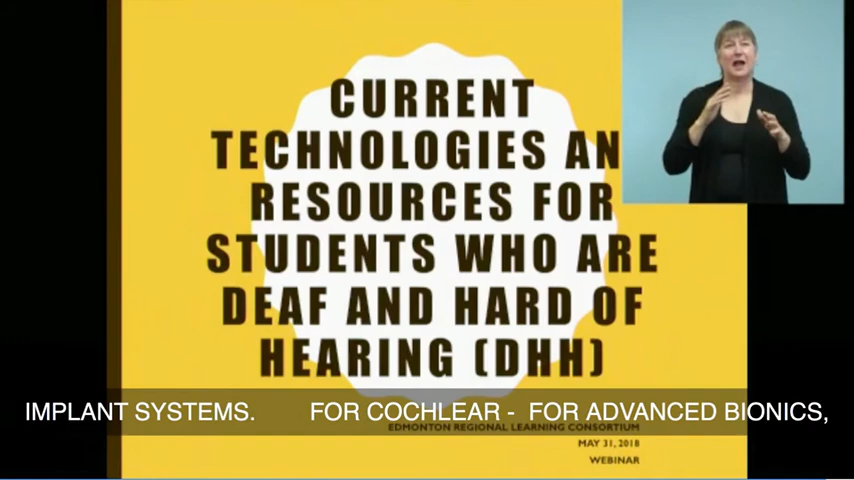 CURRENT
TECHNOLOGIES AN
RESOURCES FOR
STUDENTS WHO ARE
DEAF AND HARD OF
HEARING (DHH)
IMPLANT SYSTEMS. FOR COCHLEAR - FOR ADVANCED BIONICS,
EDMONTON REGIONAL LEARNING CONSORTIUM
MAY 31, 2018
WEBINAR